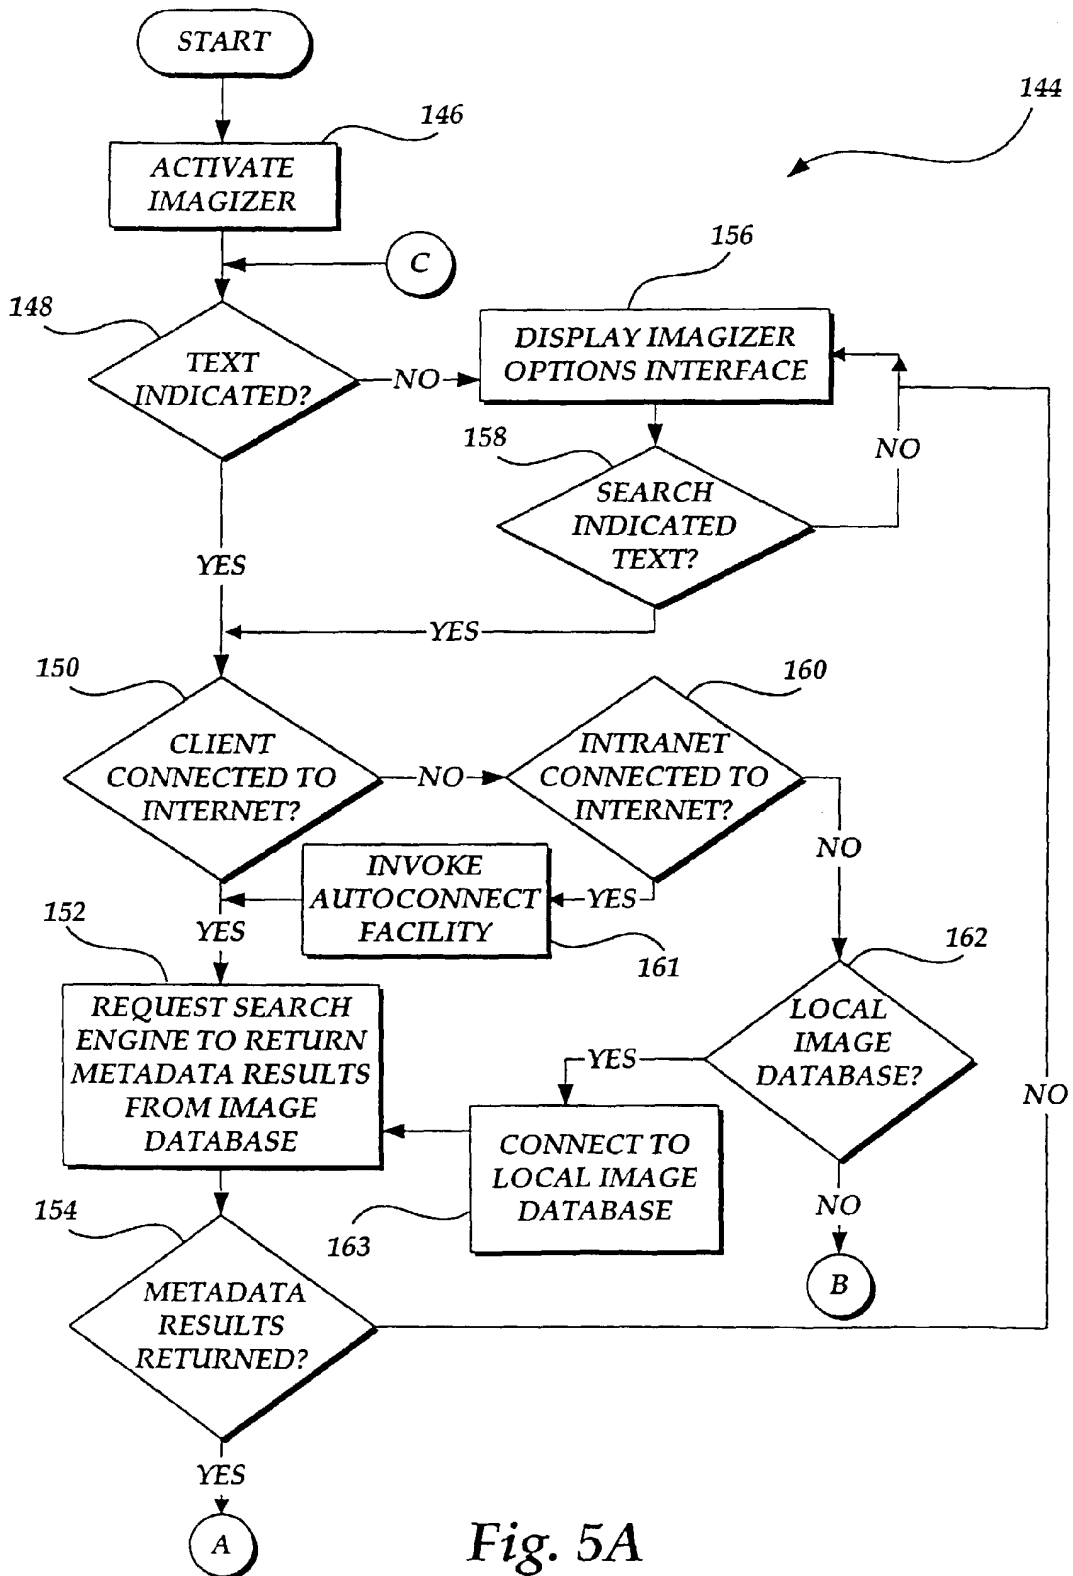 START
144
146
ACTIVATE
IMAGIZER
C
156
148
TEXT
INDICATED?
NO
DISPLAY IMAGIZER
OPTIONS INTERFACE
158
NO
SEARCH
INDICATED
TEXT?
YES
YES
150
160
CLIENT
CONNECTED TO
INTERNET?
NO
INTRANET
CONNECTED TO
INTERNET?
NO
INVOKE
AUTOCONNECT
FACILITY
YES
161
152
YES
162
REQUEST SEARCH
ENGINE TO RETURN
METADATA RESULTS
FROM IMAGE
DATABASE
LOCAL
IMAGE
DATABASE?
YES
NO
CONNECT TO
LOCAL IMAGE
DATABASE
163
NO
B
154
METADATA
RESULTS
RETURNED?
YES
A
Fig. 5A